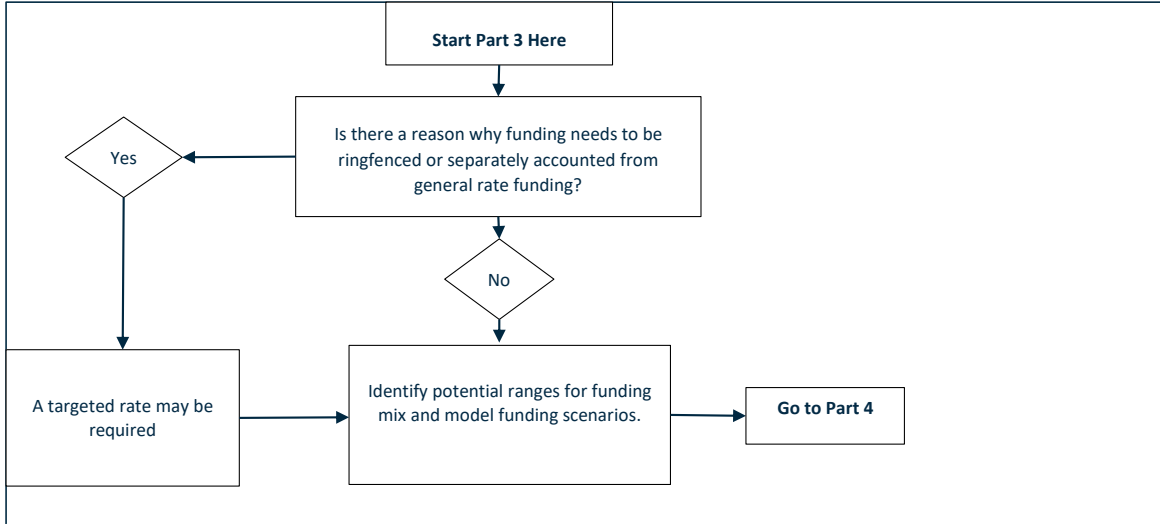 Start Part 3 Here
Is there a reason why funding needs to be
ringfenced or separately accounted from
general rate funding?
Yes
No
A targeted rate may be
required
Identify potential ranges for funding
mix and model funding scenarios.
Go to Part 4